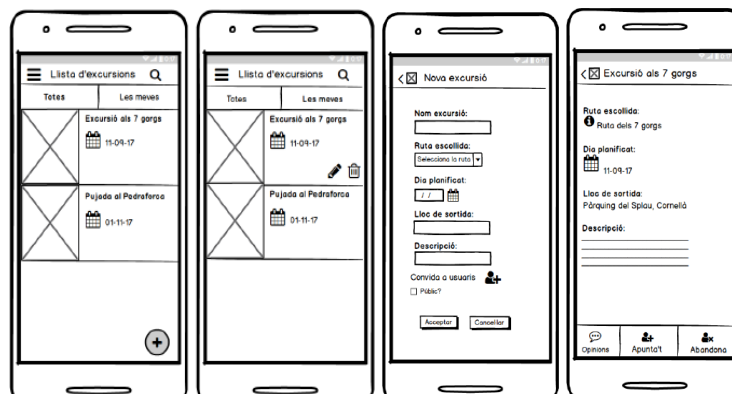 Llista d'excursions
Totes
Les meves
Excursió als 7 gorgs
11-09-17
Pujada al Pedraforca
01-11-17
Llista d'excursions
Totes
Les meves
Excursió als 7 gorgs
11-09-17
Pujada al Pedraforca
01-11-17
Nova excursió
Nom excursió:
Ruta escollida:
Selecciona la ruta
Dia planificat:
/ /
Lloc de sortida:
Descripció:
Convida a usuaris
Públic?
Acceptar
Cancel·lar
Excursió als 7 gorgs
Ruta escollida:
Ruta dels 7 gorgs
Dia planificat:
11-09-17
Lloc de sortida:
Pàrquing del Splau, Cornellà
Descripció:
Opinions
Apunta't
Abandona